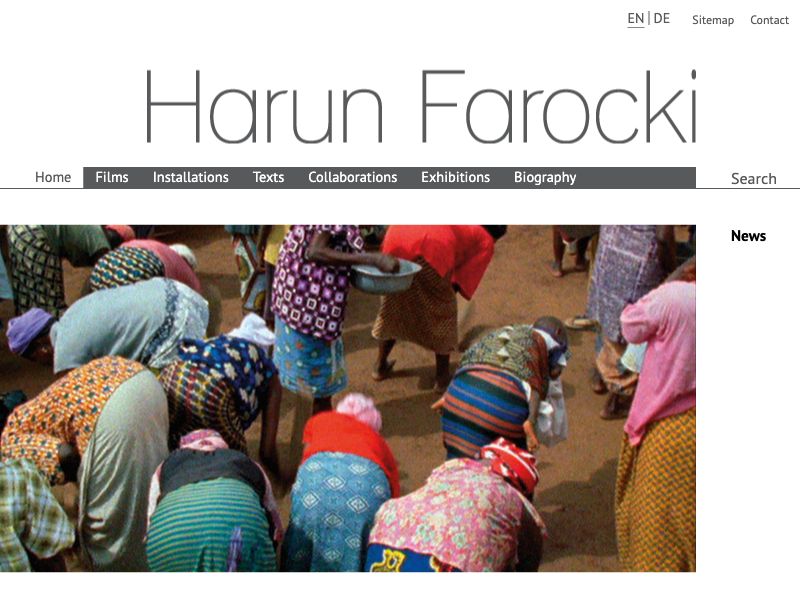 EN | DE Sitemap Contact
Harun Farocki
Home Films Installations Texts Collaborations Exhibitions Biography Search
News